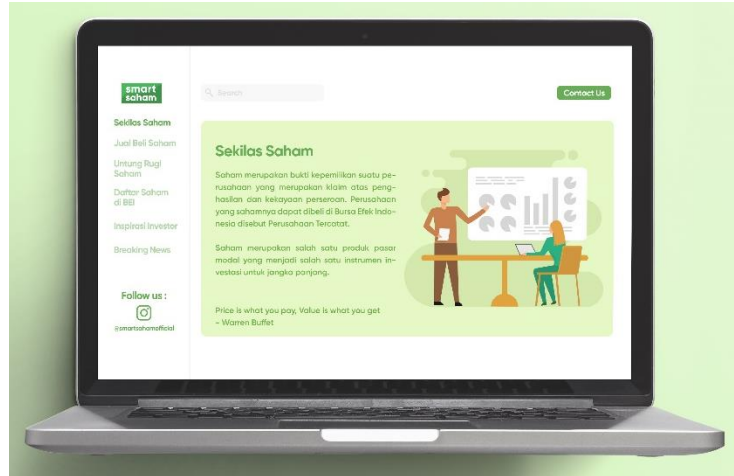 smart
saham
Search
Contact Us
Sekilas Saham
Jual Beli Saham
Untung Rugi
Saham
Daftar Saham
di BEI
Inspirasi Investor
Breaking News
Follow us :
@smartsahamofficial
Sekilas Saham
Saham merupakan bukti kepemilikan suatu pe-
rusahaan yang merupakan klaim atas peng-
hasilan dan kekayaan perseroan. Perusahaan
yang sahamnya dapat dibeli di Bursa Efek Indo-
nesia disebut Perusahaan Tercatat.
Saham merupakan salah satu produk pasar
modal yang menjadi salah satu instrumen in-
vestasi untuk jangka panjang.
Price is what you pay, Value is what you get
- Warren Buffet